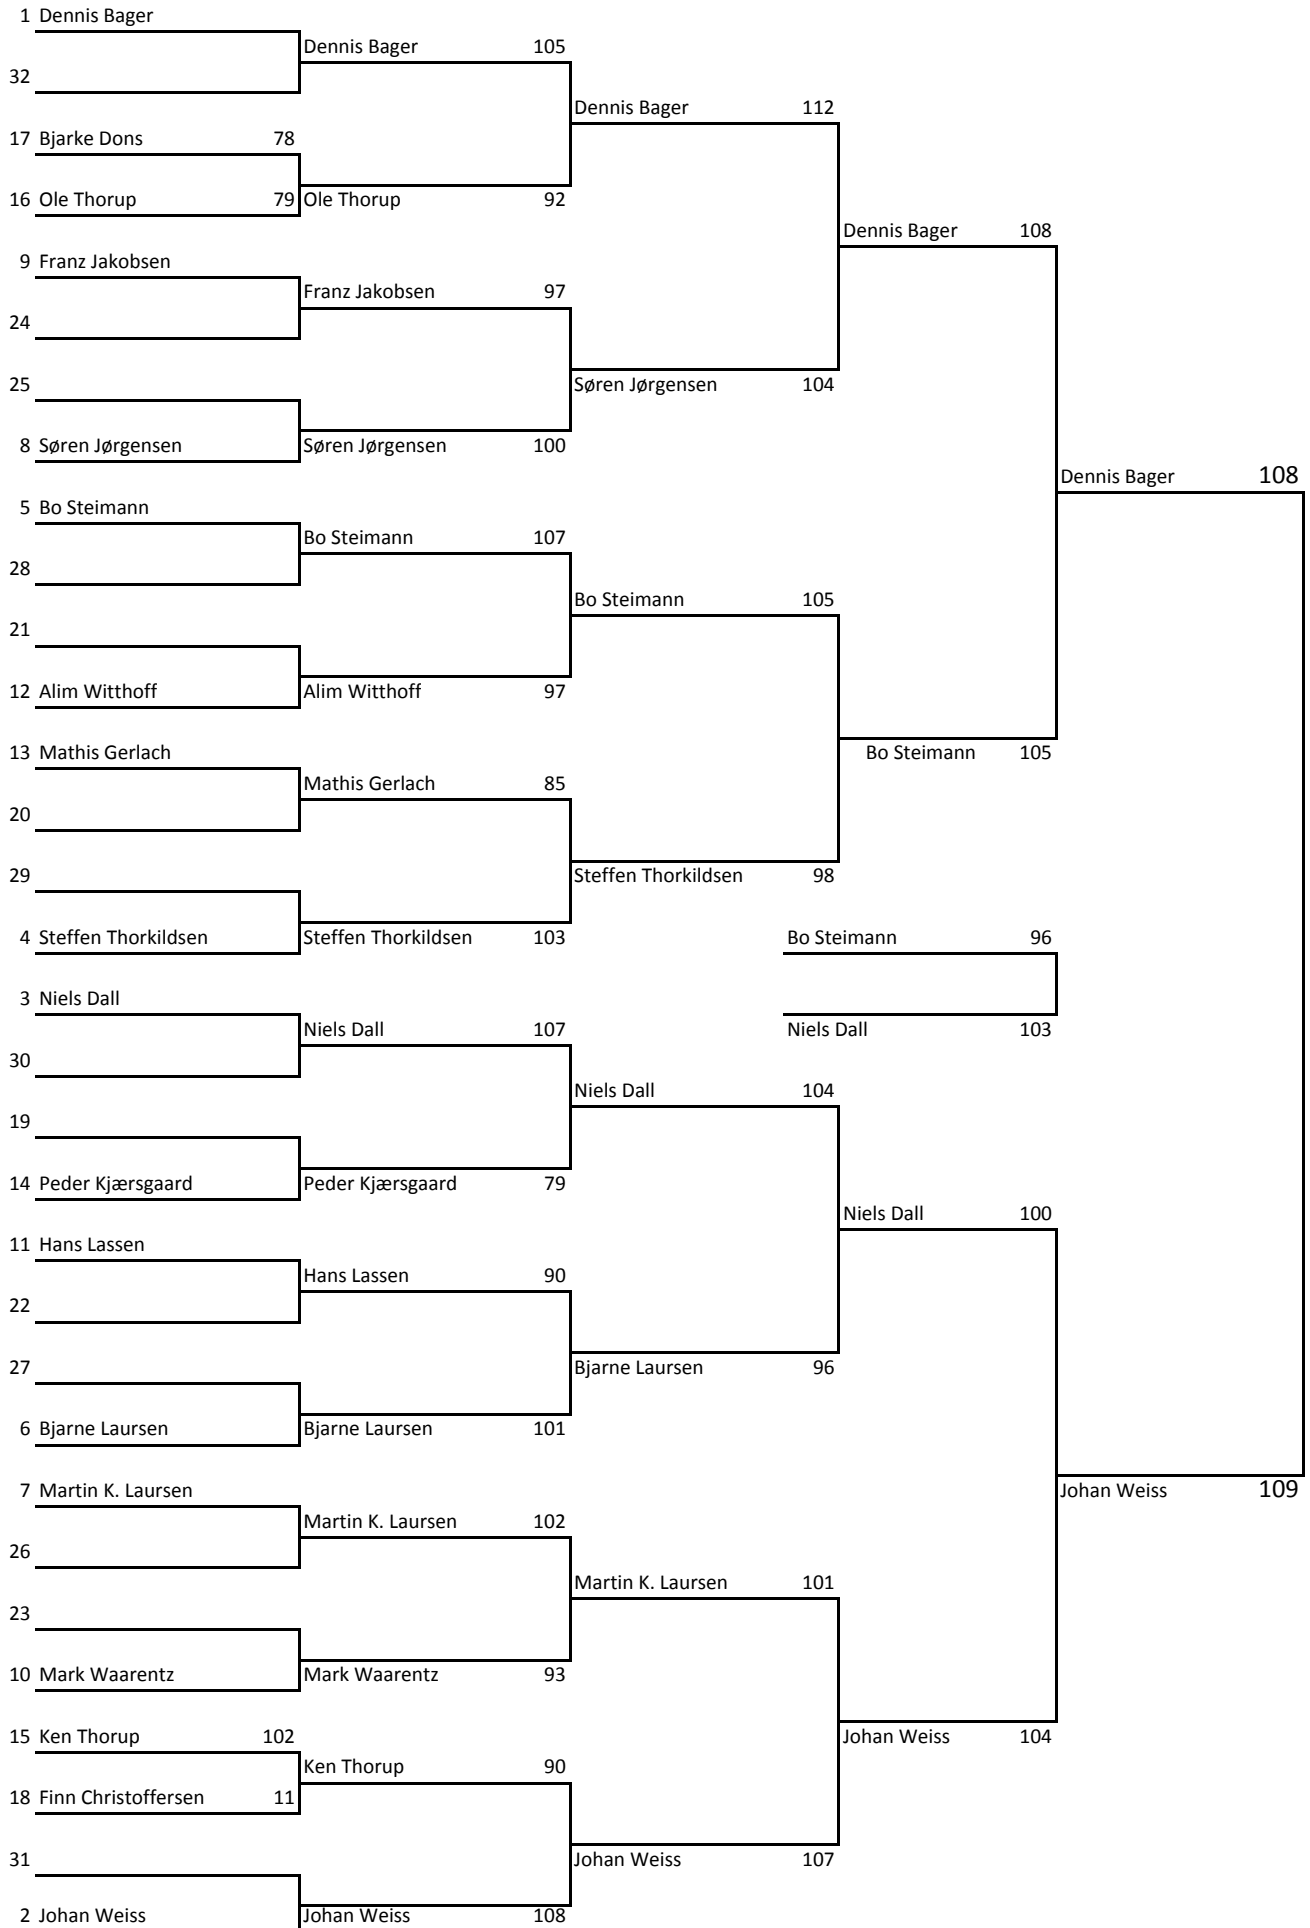 1 Dennis Bager
Dennis Bager 105
32
Dennis Bager 112
17 Bjarke Dons 78
16 Ole Thorup 79 Ole Thorup 92
Dennis Bager 108
9 Franz Jakobsen
Franz Jakobsen 97
24
25 Søren Jørgensen 104
8 Søren Jørgensen Søren Jørgensen 100
Dennis Bager 108
5 Bo Steimann
Bo Steimann 107
28
Bo Steimann 105
21
12 Alim Witthoff Alim Witthoff 97
13 Mathis Gerlach Bo Steimann 105
Mathis Gerlach 85
20
29 Steffen Thorkildsen 98
4 Steffen Thorkildsen Steffen Thorkildsen 103 Bo Steimann 96
3 Niels Dall
Niels Dall 107 Niels Dall 103
30
Niels Dall 104
19
14 Peder Kjærsgaard Peder Kjærsgaard 79
Niels Dall 100
11 Hans Lassen
Hans Lassen 90
22
27 Bjarne Laursen 96
6 Bjarne Laursen Bjarne Laursen 101
7 Martin K. Laursen Johan Weiss 109
Martin K. Laursen 102
26
Martin K. Laursen 101
23
10 Mark Waarentz Mark Waarentz 93
15 Ken Thorup 102 Johan Weiss 104
Ken Thorup 90
18 Finn Christoffersen 11
31 Johan Weiss 107
2 Johan Weiss Johan Weiss 108